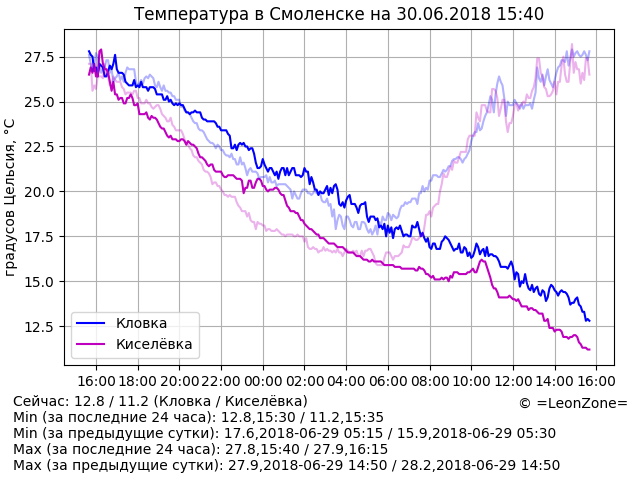 Температура в Смоленске на 30.06.2018 15:40
градусов Цельсия, °C
27.5
25.0
22.5
20.0
17.5
15.0
12.5
Кловка
Киселёвка
16:00 18:00 20:00 22:00 00:00 02:00 04:00 06:00 08:00 10:00 12:00 14:00 16:00
Сейчас: 12.8 / 11.2 (Кловка / Киселёвка)
© =LeonZone=
Min (за последние 24 часа): 12.8,15:30 / 11.2,15:35
Min (за предыдущие сутки): 17.6,2018-06-29 05:15 / 15.9,2018-06-29 05:30
Max (за последние 24 часа): 27.8,15:40 / 27.9,16:15
Max (за предыдущие сутки): 27.9,2018-06-29 14:50 / 28.2,2018-06-29 14:50